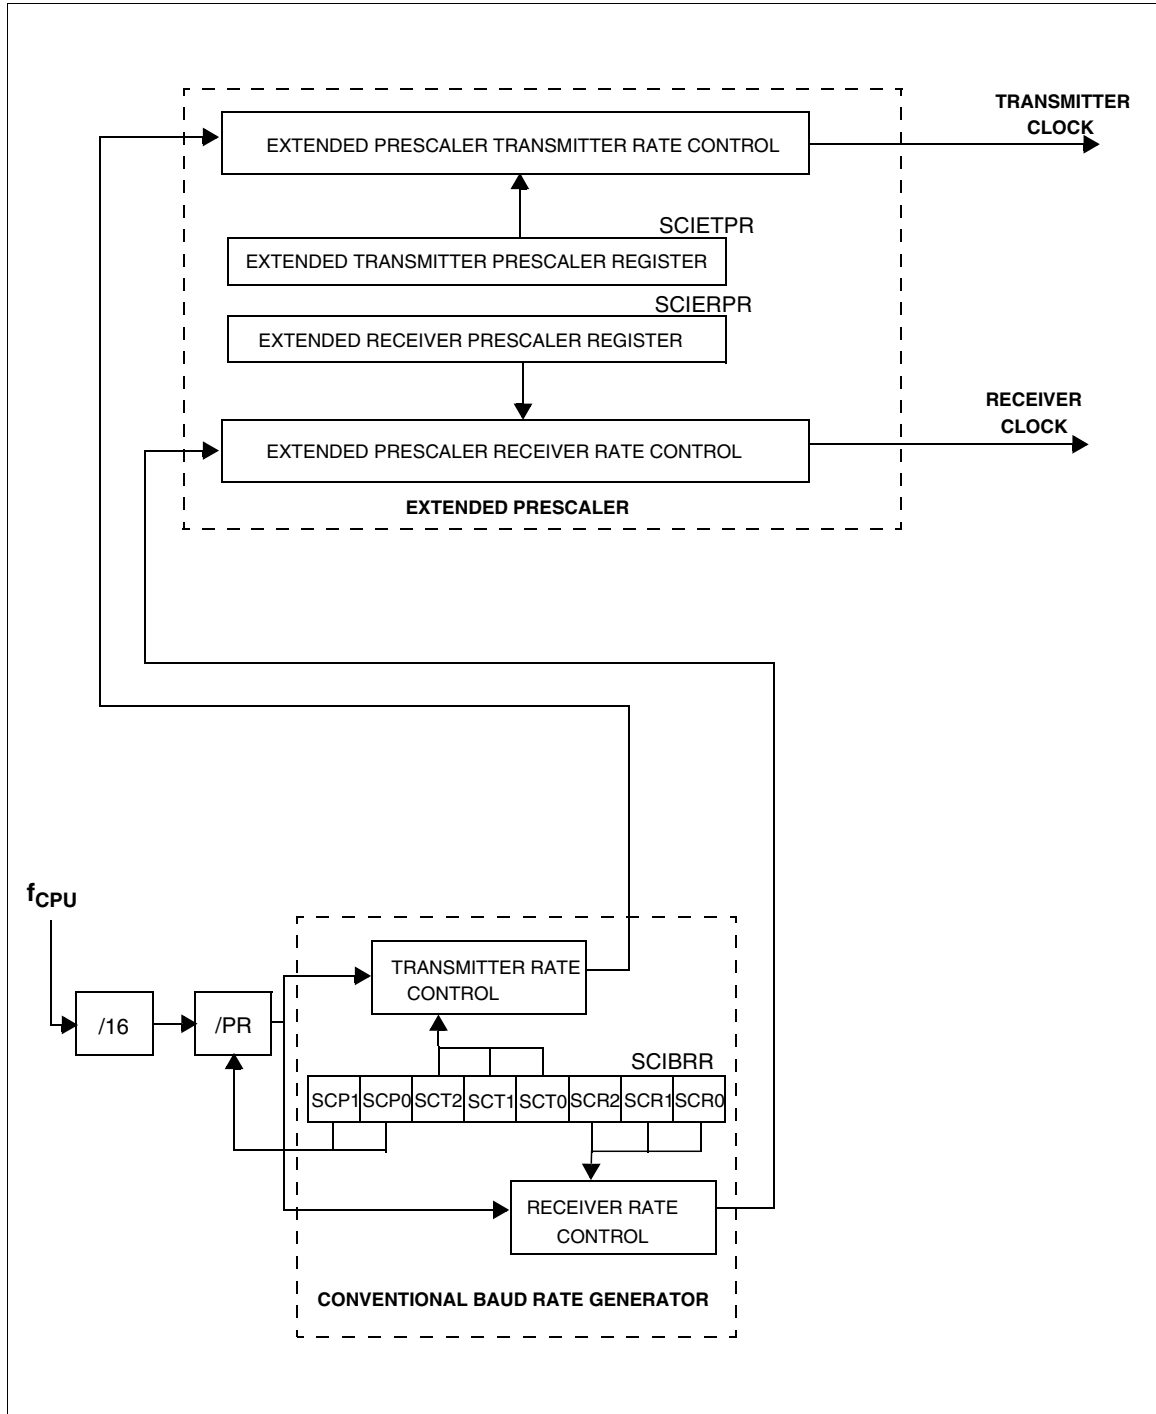 TRANSMITTER
CLOCK
EXTENDED PRESCALER TRANSMITTER RATE CONTROL
SCIETPR
EXTENDED TRANSMITTER PRESCALER REGISTER
SCIERPR
EXTENDED RECEIVER PRESCALER REGISTER
RECEIVER
CLOCK
EXTENDED PRESCALER RECEIVER RATE CONTROL
EXTENDED PRESCALER
fCPU
TRANSMITTER RATE
CONTROL
/16
/PR
SCIBRR
SCP1 SCP0 SCT2 SCT1 SCT0 SCR2 SCR1 SCR0
RECEIVER RATE
CONTROL
CONVENTIONAL BAUD RATE GENERATOR